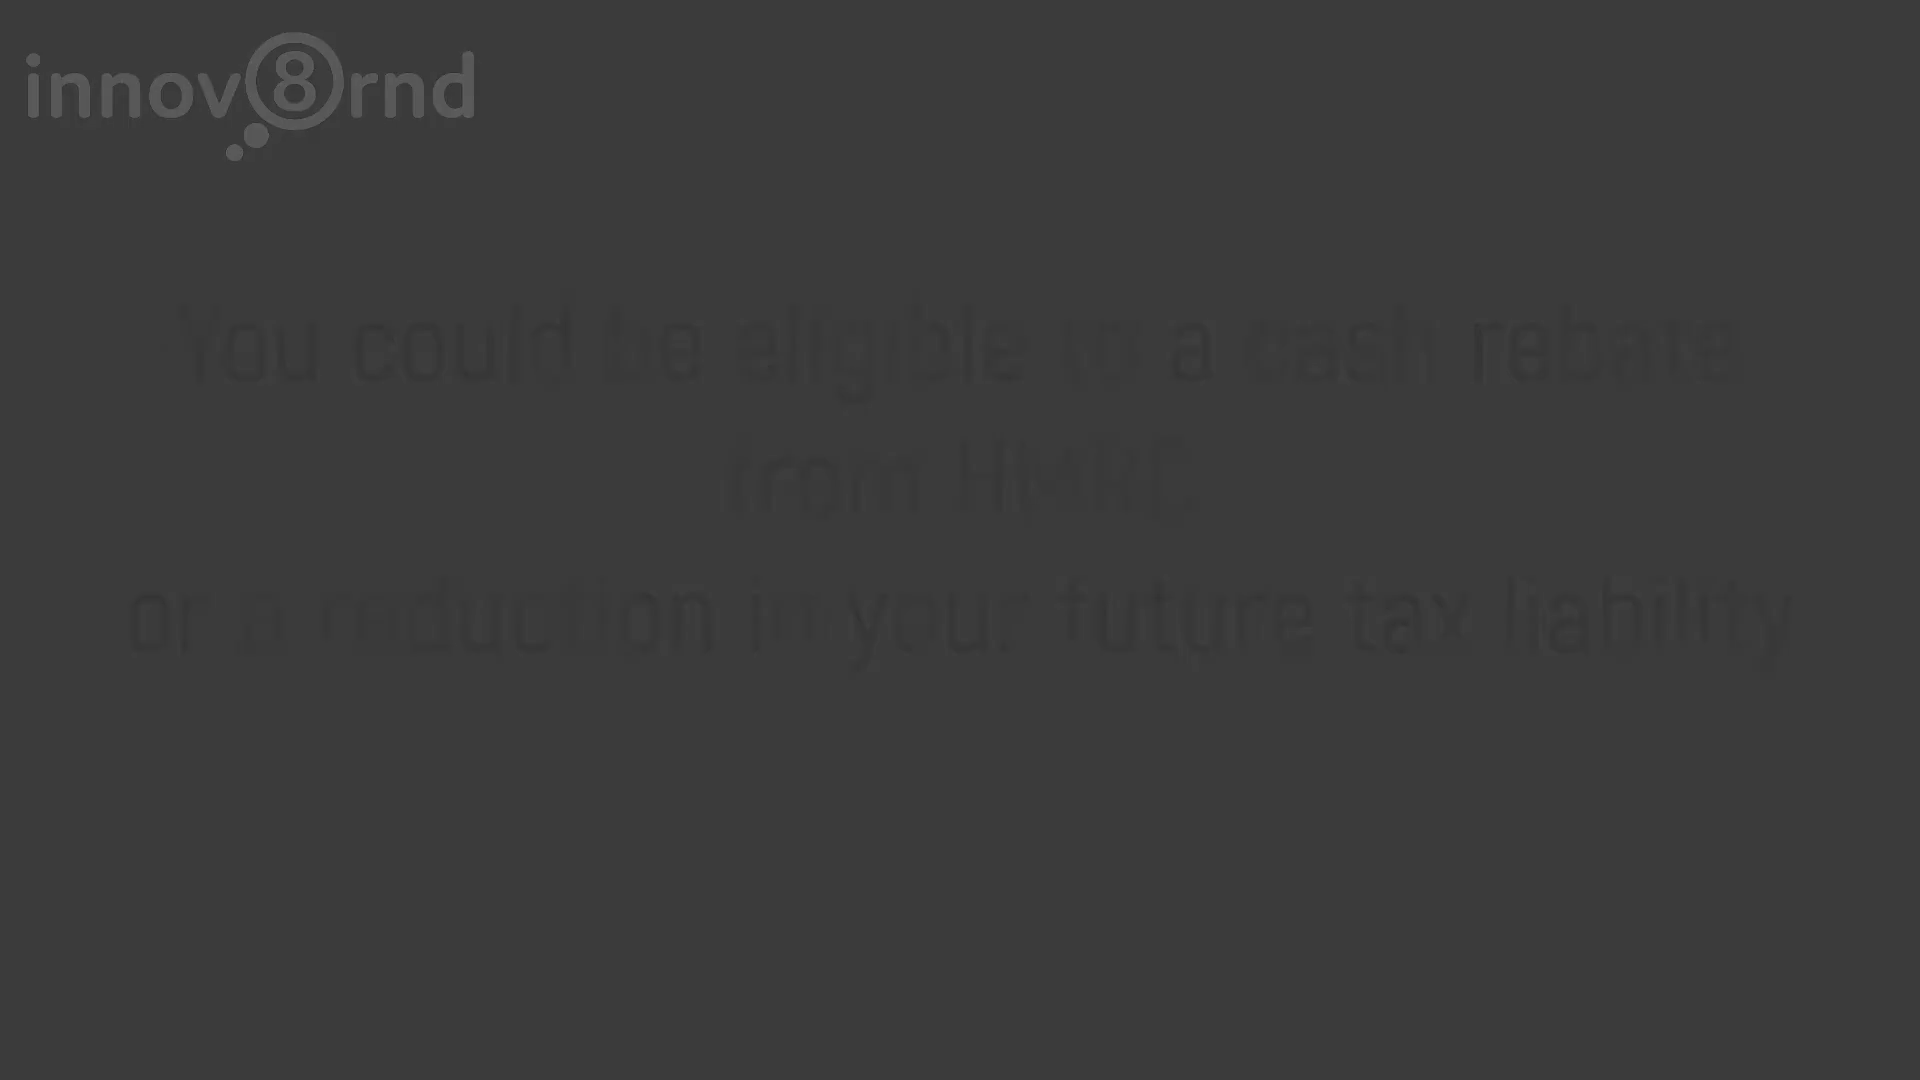 innov8rnd
You could be eligible to a cash rebate
from HMRC
or a reduction in your future tax liability